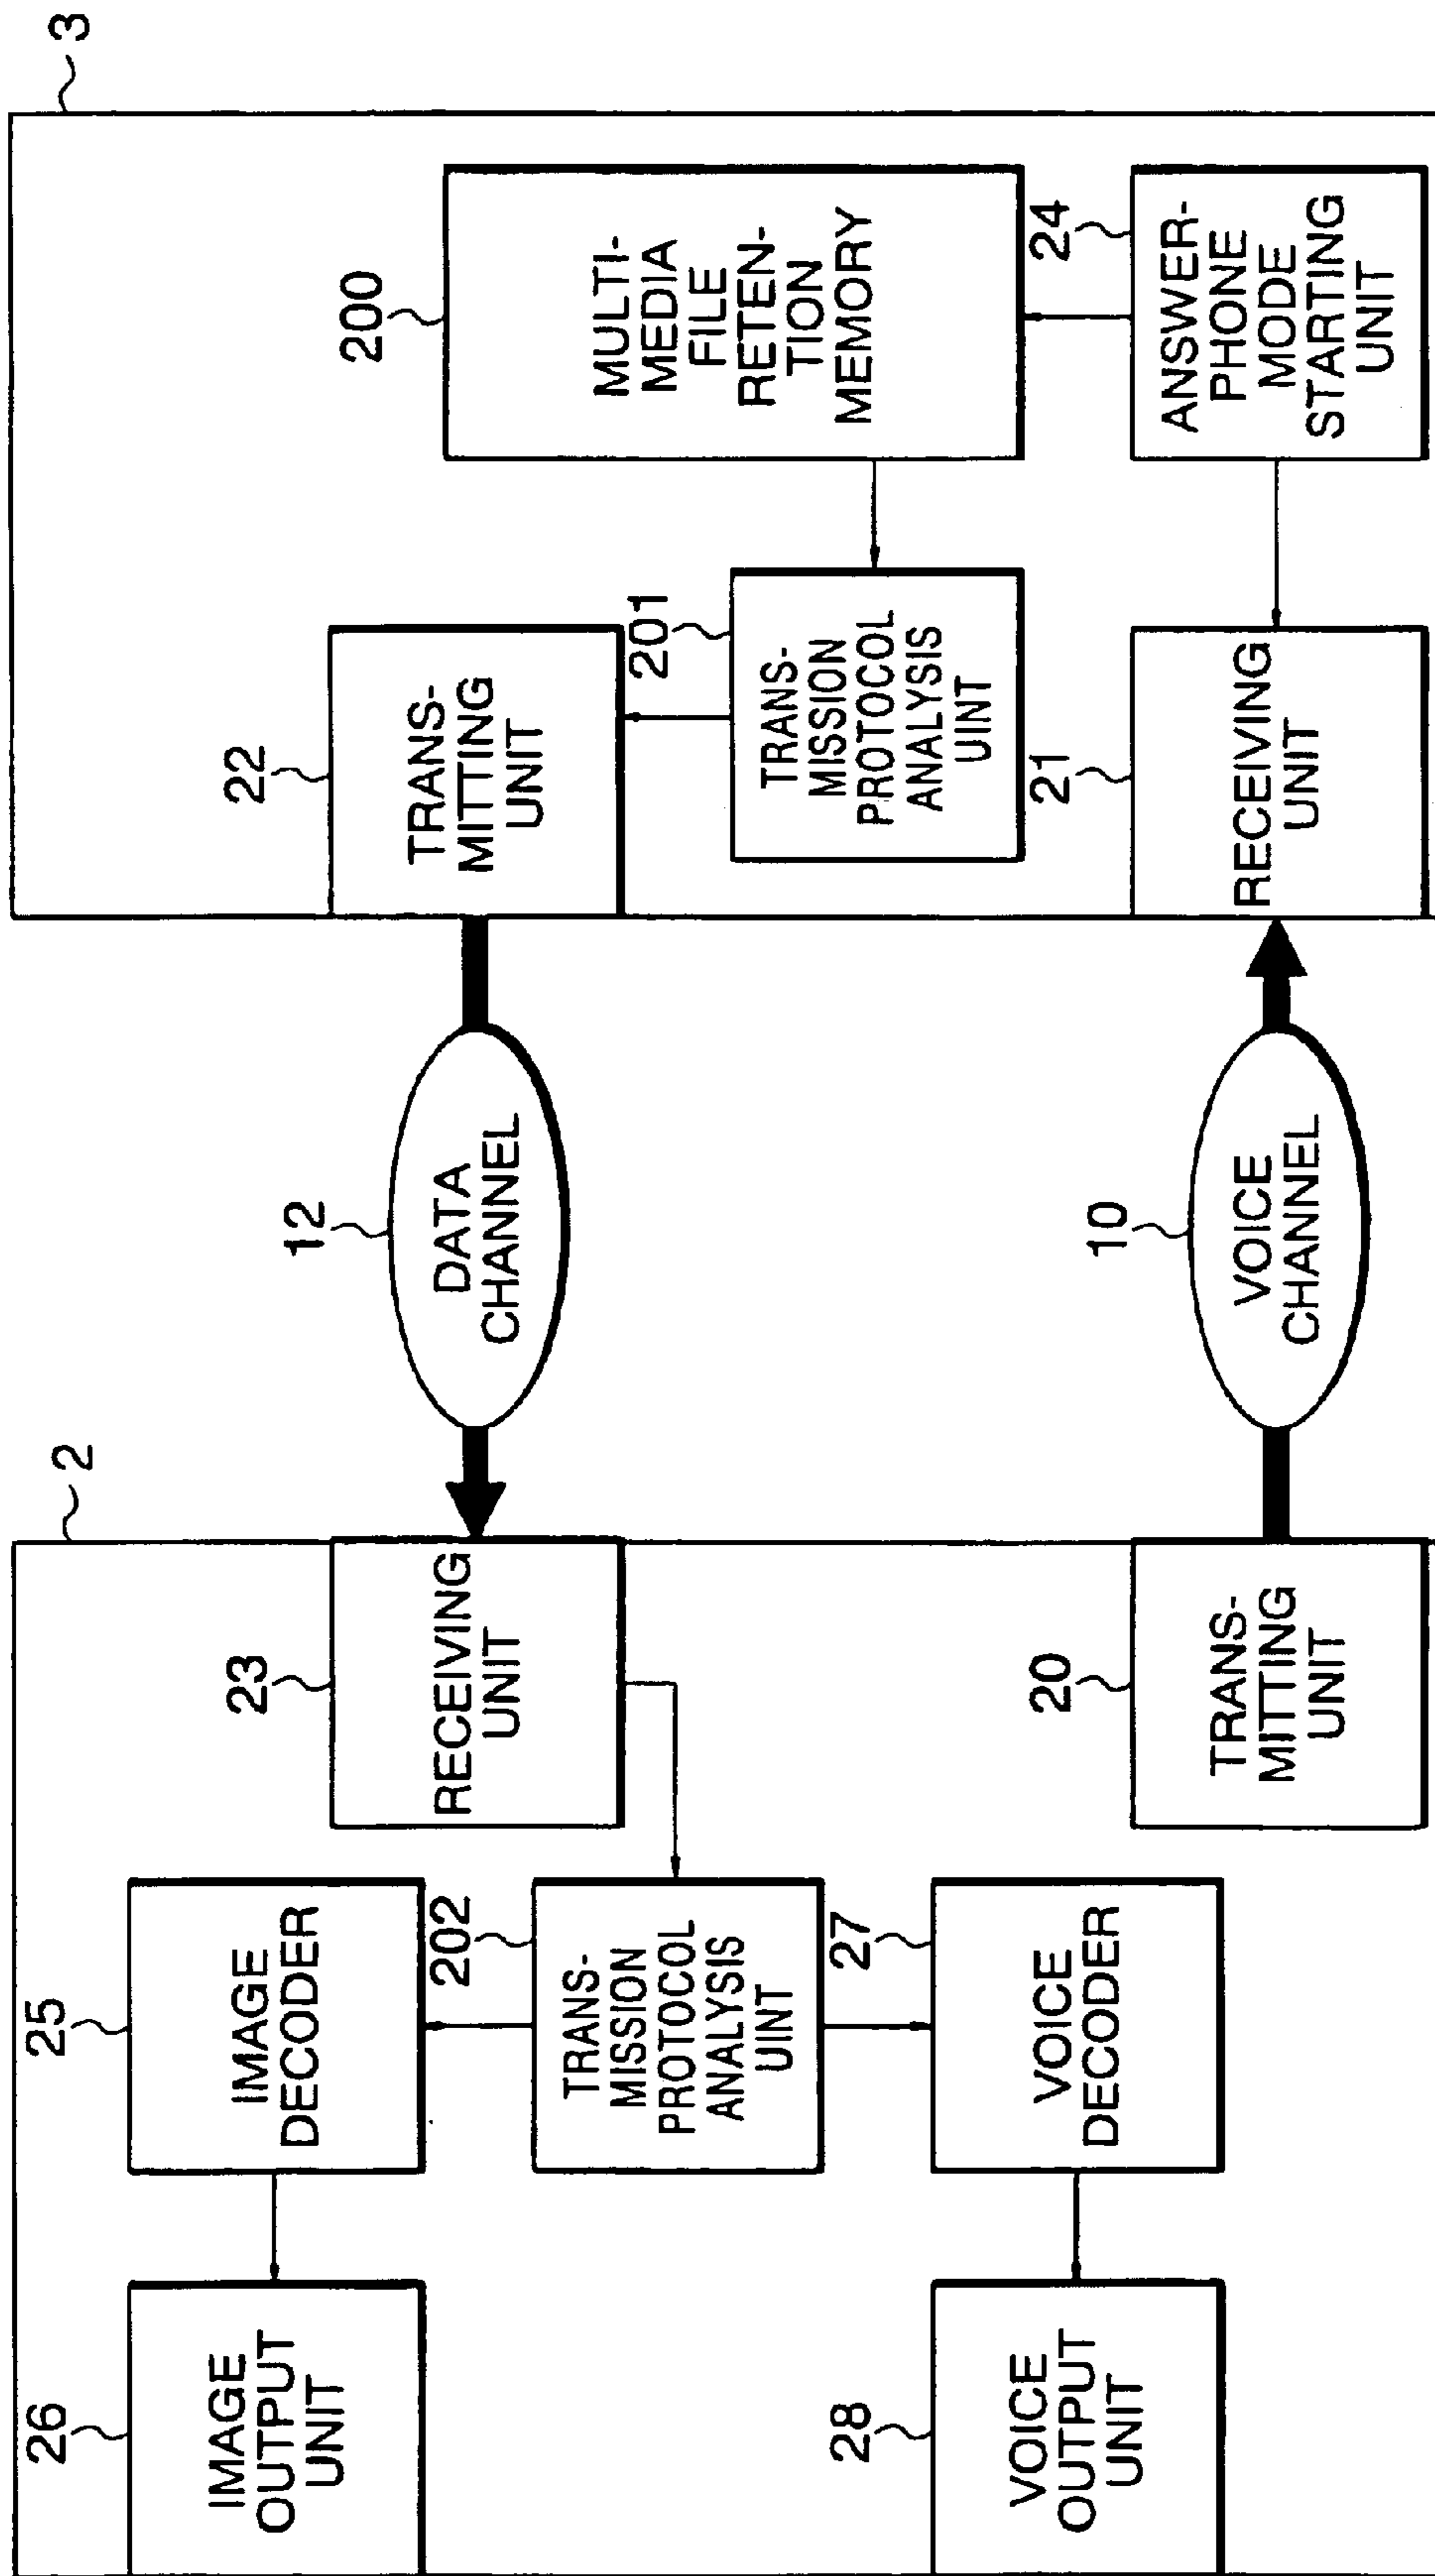 2
26
IMAGE
OUTPUT
UNIT
25
IMAGE
DECODER
23
RECEIVING
UNIT
202
TRANS-
MISSION
PROTOCOL
ANALYSIS
UINT
28
VOICE
OUTPUT
UNIT
27
VOICE
DECODER
20
TRANS-
MITTING
UNIT
12
DATA
CHANNEL
10
VOICE
CHANNEL
3
22
TRANS-
MITTING
UNIT
200
MULTI-
MEDIA
FILE
RETEN-
TION
MEMORY
201
TRANS-
MISSION
PROTOCOL
ANALYSIS
UINT
21
RECEIVING
UNIT
24
ANSWER-
PHONE
MODE
STARTING
UNIT